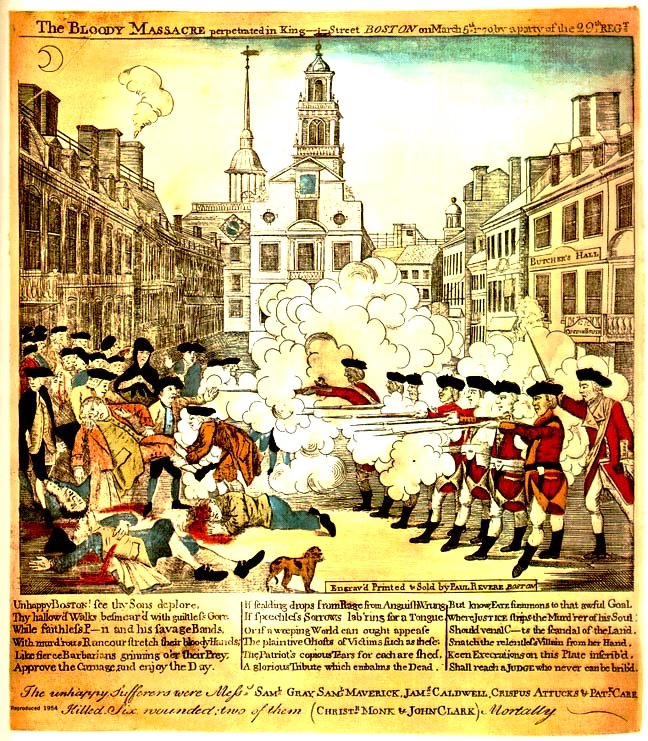 The BLOODY MASSACRE perpetrated in King Street BOSTON on March 5th 1770 by a party of the 29th REGT
BUTCHER'S HALL
Engrav'd Printed & Sold by PAUL REVERE BOSTON
Unhappy BOSTON! see thy Sons deplore,
Thy hallow'd Walks besmear'd with guiltless Gore.
While faithless P—n and his savage Bands,
With murd'rous Rancour stretch their bloody Hands;
Like fierce Barbarians grinning o'er their Prey,
Approve the Carnage, and enjoy the Day.
If scalding drops from Rage from Anguish Wrung
If speechless Sorrows lab'ring for a Tongue,
Or if a weeping World can ought appease
The plaintive Ghosts of Victims such as these:
The Patriot's copious Tears for each are shed,
A glorious Tribute which embalms the Dead.
But know, FATE summons to that awful Goal,
Where JUSTICE strips the Murd'rer of his Soul:
Should venal C—ts the scandal of the Land,
Snatch the relentless Villain from her Hand,
Keen Execrations on this Plate inscrib'd,
Shall reach a JUDGE who never can be brib'd.
The unhappy Sufferers were Messs SAML GRAY, SAML MAVERICK, JAMS CALDWELL, CRISPUS ATTUCKS & PATK CARR
Killed. Six wounded; two of them (CHRISTR MONK & JOHN CLARK) Mortally
Reproduced 1954